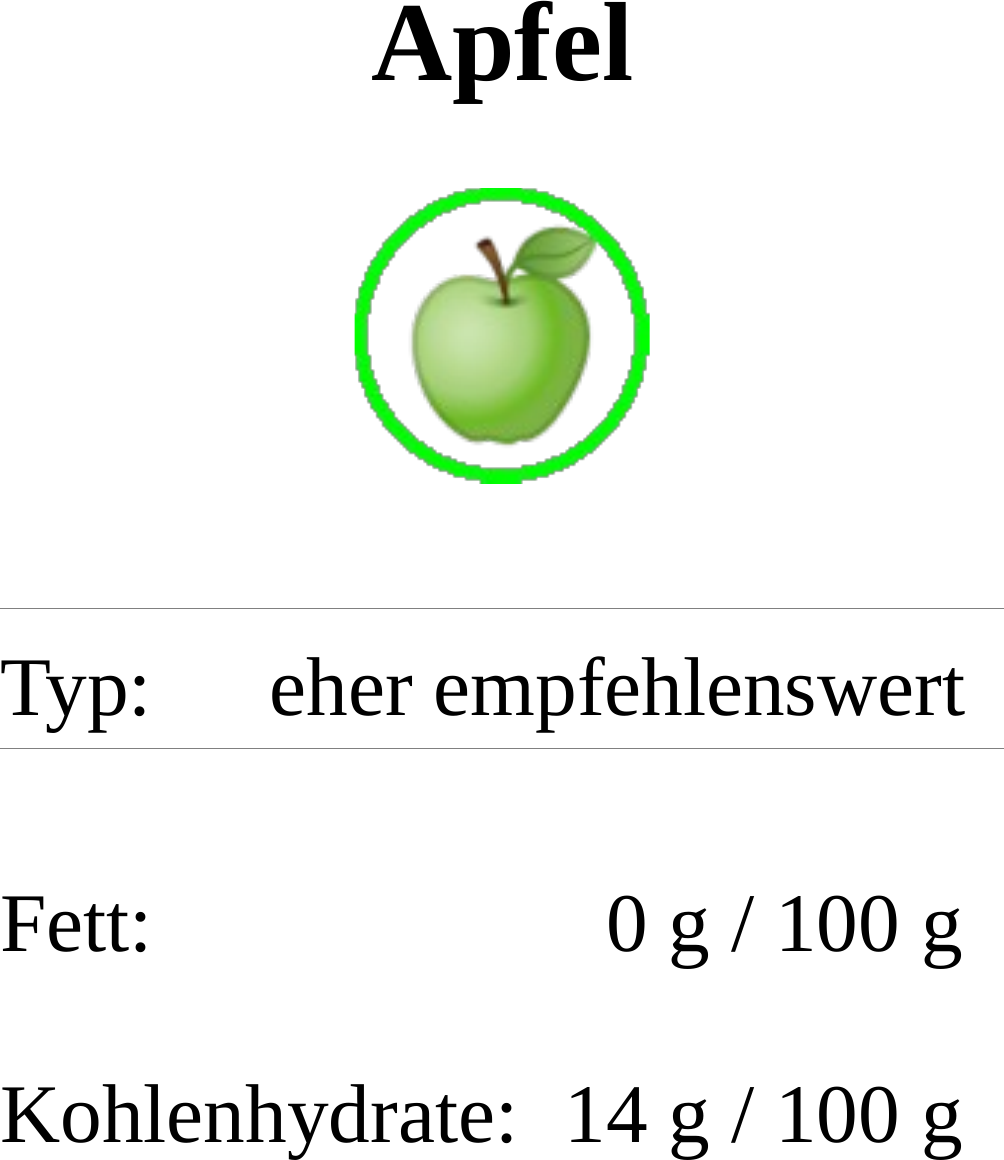 Apfel
Typ: eher empfehlenswert
Fett: 0 g / 100 g
Kohlenhydrate: 14 g / 100 g